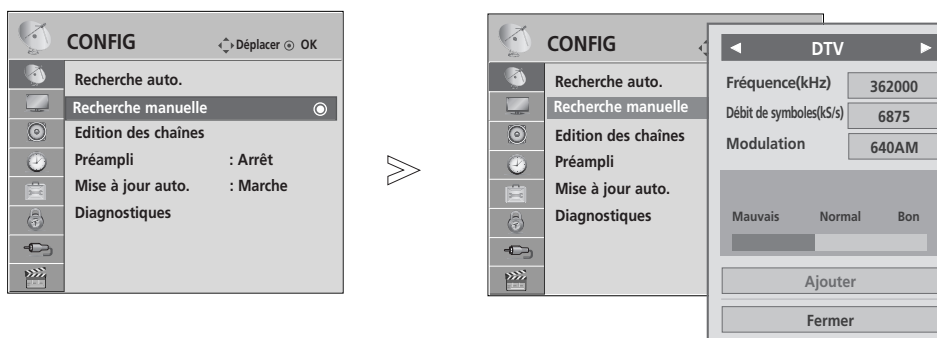 CONFIG
Déplacer OK
Recherche auto.
Recherche manuelle
Edition des chaînes
Préampli : Arrêt
Mise à jour auto. : Marche
Diagnostiques
CONFIG
Recherche auto.
Recherche manuelle
Edition des chaînes
Préampli
Mise à jour auto.
Diagnostiques
◄ DTV ►
Fréquence(kHz) 362000
Débit de symboles(kS/s) 6875
Modulation 640AM
Mauvais Normal Bon
Ajouter
Fermer